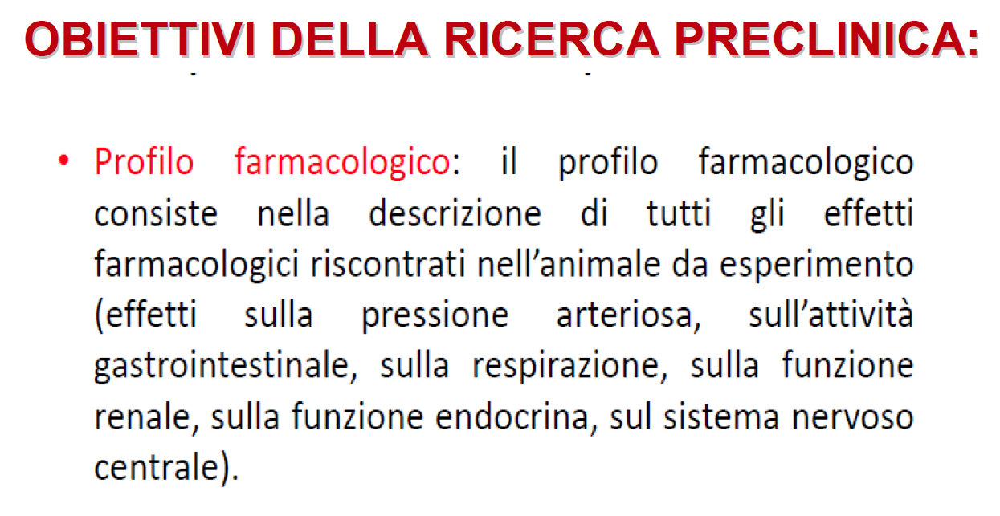 OBIETTIVI DELLA RICERCA PRECLINICA:
• Profilo farmacologico: il profilo farmacologico
consiste nella descrizione di tutti gli effetti
farmacologici riscontrati nell’animale da esperimento
(effetti sulla pressione arteriosa, sull’attività
gastrointestinale, sulla respirazione, sulla funzione
renale, sulla funzione endocrina, sul sistema nervoso
centrale).